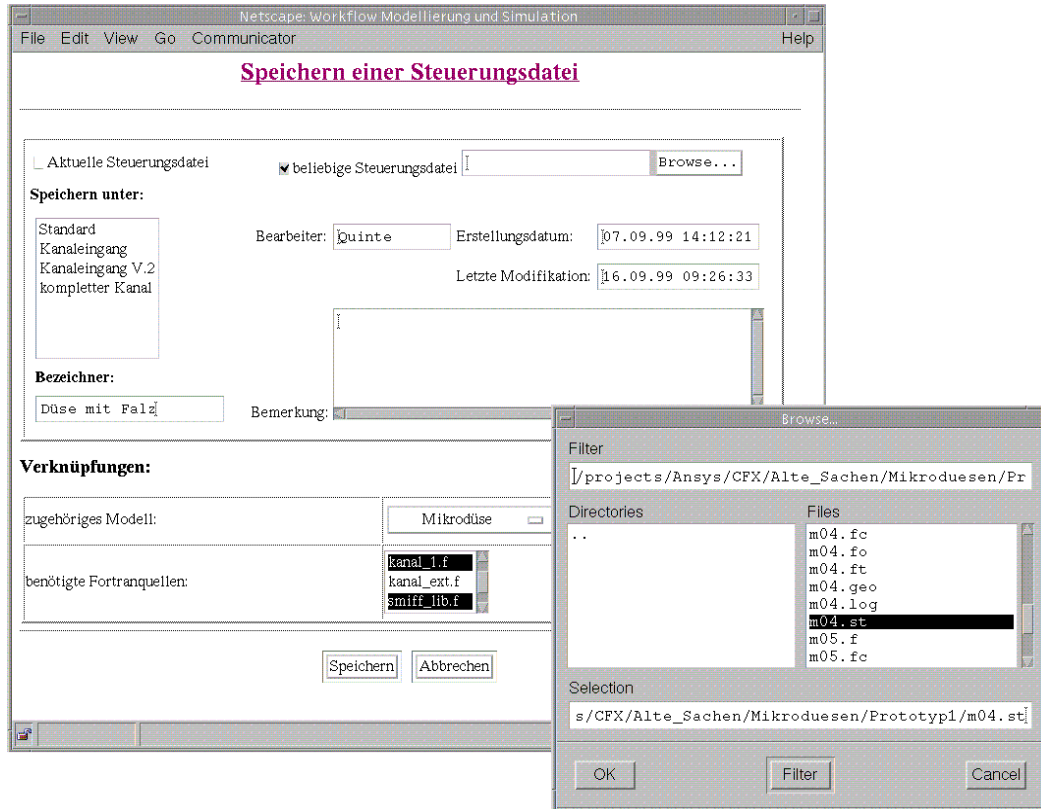 Netscape: Workflow Modellierung und Simulation
File Edit View Go Communicator Help
Speichern einer Steuerungsdatei
Aktuelle Steuerungsdatei
beliebige Steuerungsdatei
Browse...
Speichern unter:
Standard
Kanaleingang
Kanaleingang V.2
kompletter Kanal
Bearbeiter: Quinte
Erstellungsdatum: 07.09.99 14:12:21
Letzte Modifikation: 16.09.99 09:26:33
Bezeichner:
Düse mit Falz
Bemerkung:
Verknüpfungen:
zugehöriges Modell: Mikrodüse
benötigte Fortranquellen:
kanal_1.f
kanal_ext.f
smiff_lib.f
Speichern Abbrechen
Browse...
Filter
/projects/Ansys/CFX/Alte_Sachen/Mikroduesen/Pr
Directories
..
Files
m04.fc
m04.fo
m04.ft
m04.geo
m04.log
m04.st
m05.f
m05.fc
Selection
s/CFX/Alte_Sachen/Mikroduesen/Prototyp1/m04.st
OK Filter Cancel